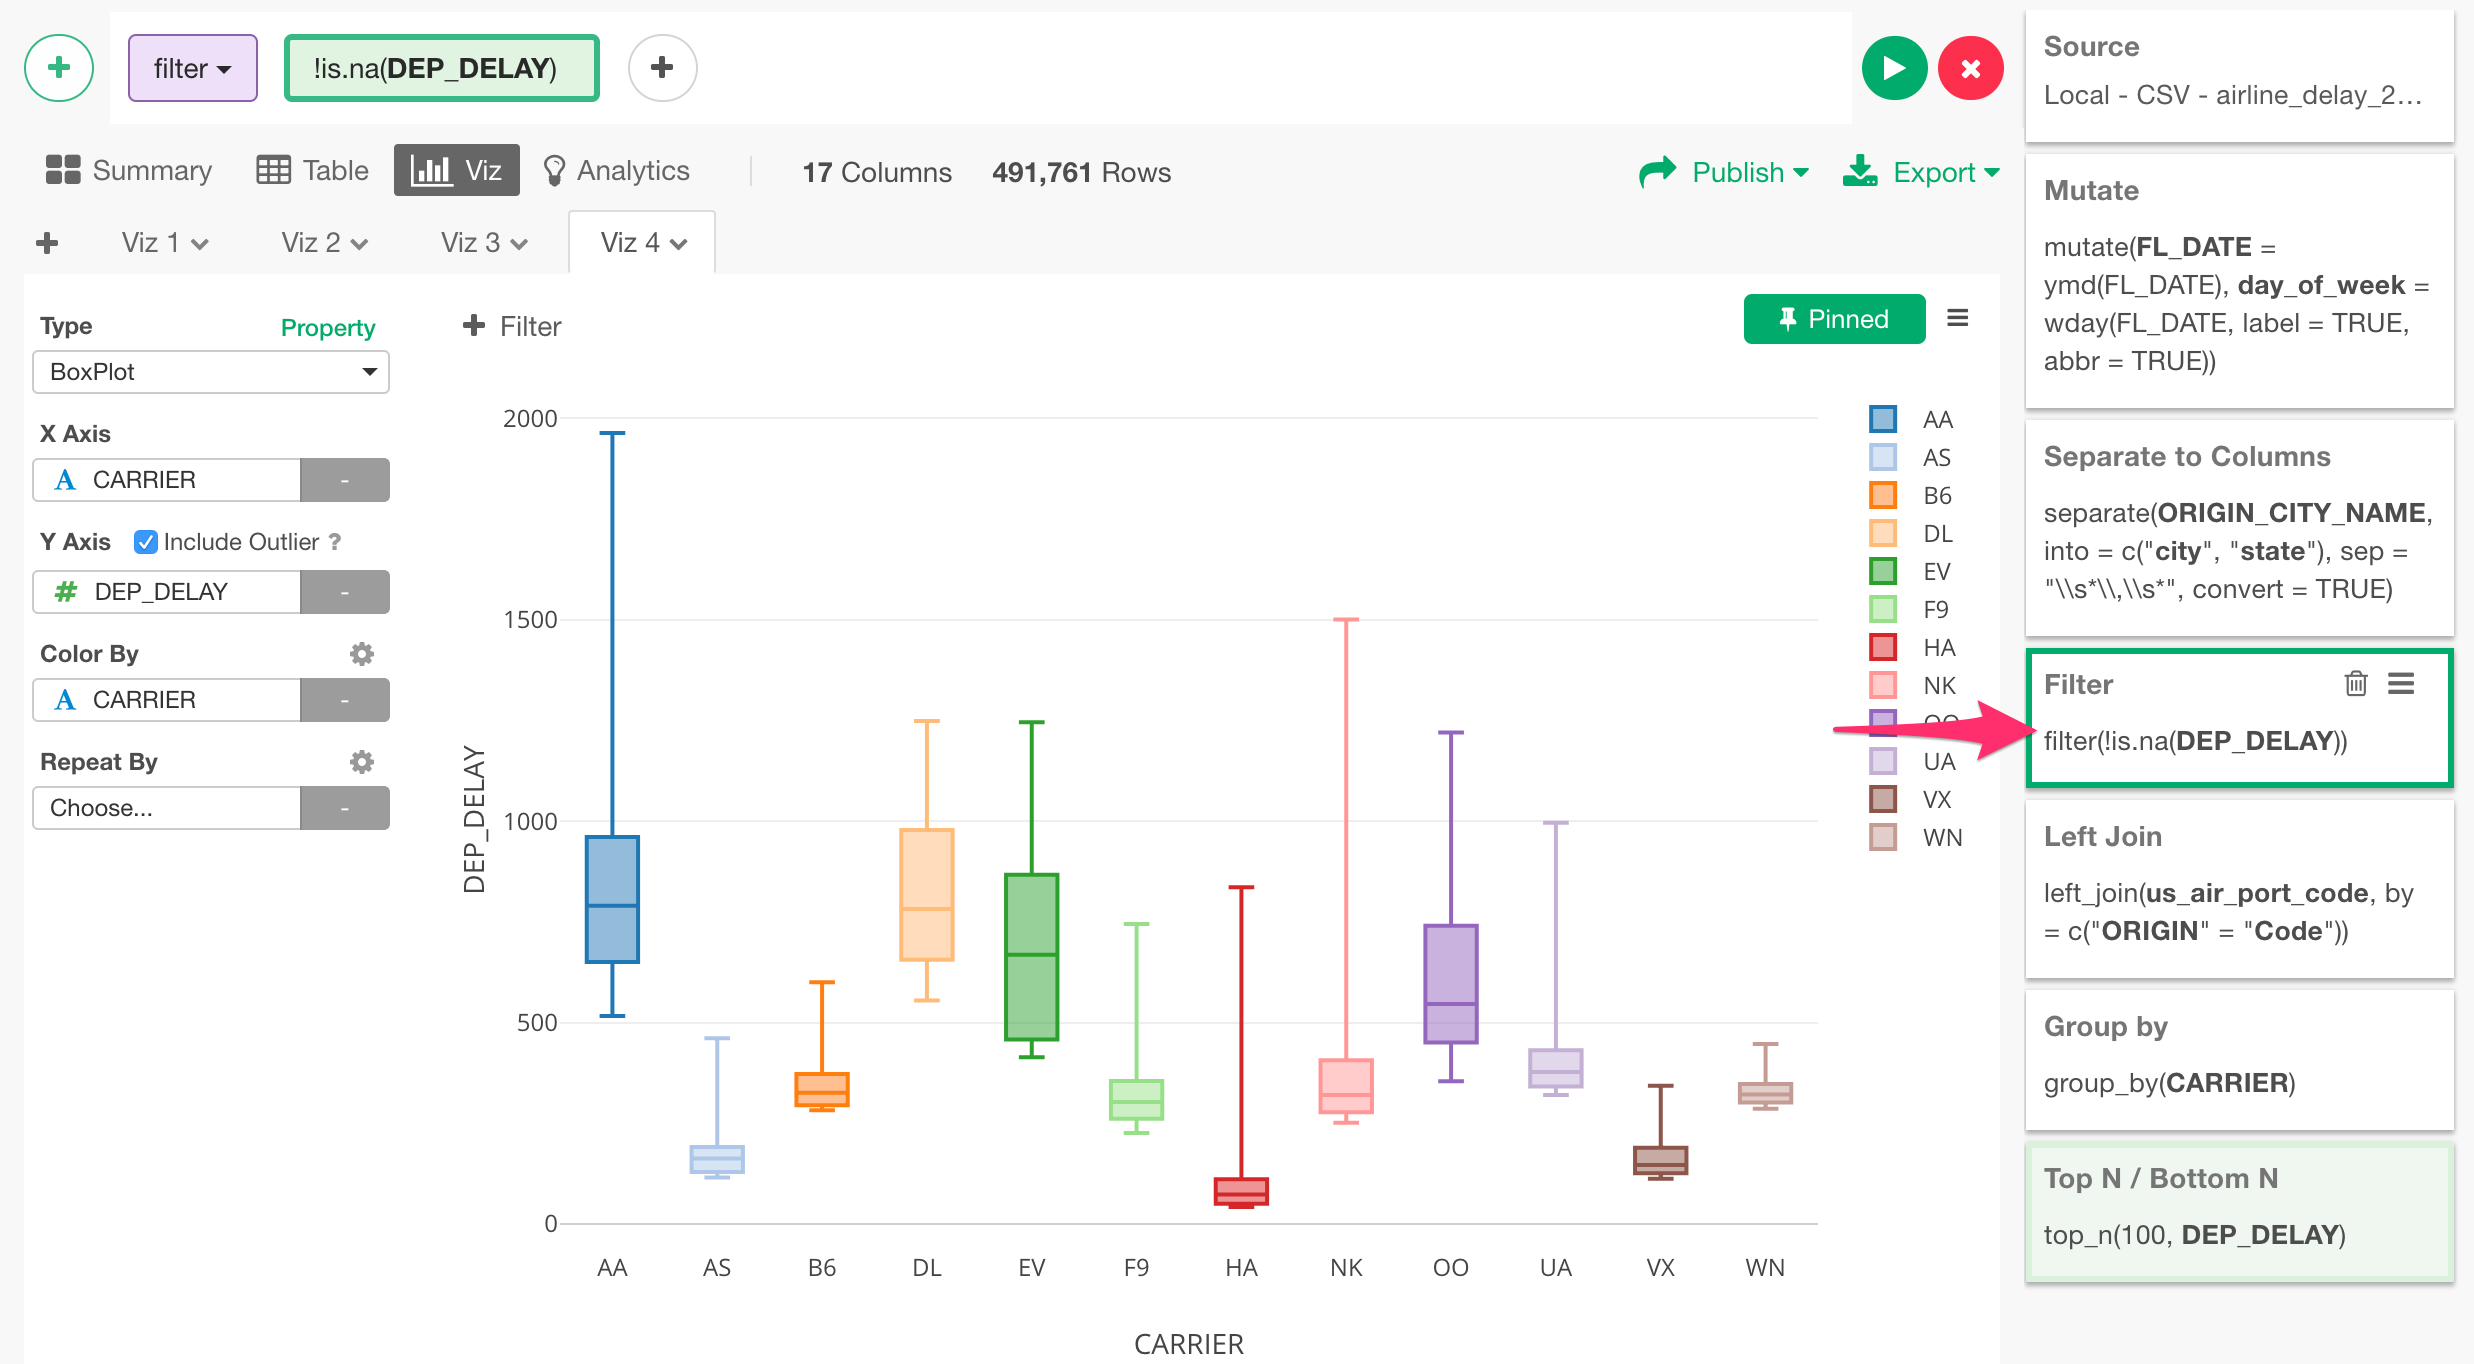 filter
!is.na(DEP_DELAY)
Summary
Table
Viz
Analytics
17 Columns
491,761 Rows
Publish
Export
Viz 1
Viz 2
Viz 3
Viz 4
Type
Property
BoxPlot
X Axis
CARRIER
-
Y Axis
Include Outlier ?
DEP_DELAY
-
Color By
CARRIER
-
Repeat By
Choose...
-
Filter
Pinned
DEP_DELAY
2000
1500
1000
500
0
AA
AS
B6
DL
EV
F9
HA
NK
OO
UA
VX
WN
CARRIER
AA
AS
B6
DL
EV
F9
HA
NK
OO
UA
VX
WN
Source
Local - CSV - airline_delay_2...
Mutate
mutate(FL_DATE =
ymd(FL_DATE), day_of_week =
wday(FL_DATE, label = TRUE,
abbr = TRUE))
Separate to Columns
separate(ORIGIN_CITY_NAME,
into = c("city", "state"), sep =
"\\s*\\,\\s*", convert = TRUE)
Filter
filter(!is.na(DEP_DELAY))
Left Join
left_join(us_air_port_code, by
= c("ORIGIN" = "Code"))
Group by
group_by(CARRIER)
Top N / Bottom N
top_n(100, DEP_DELAY)